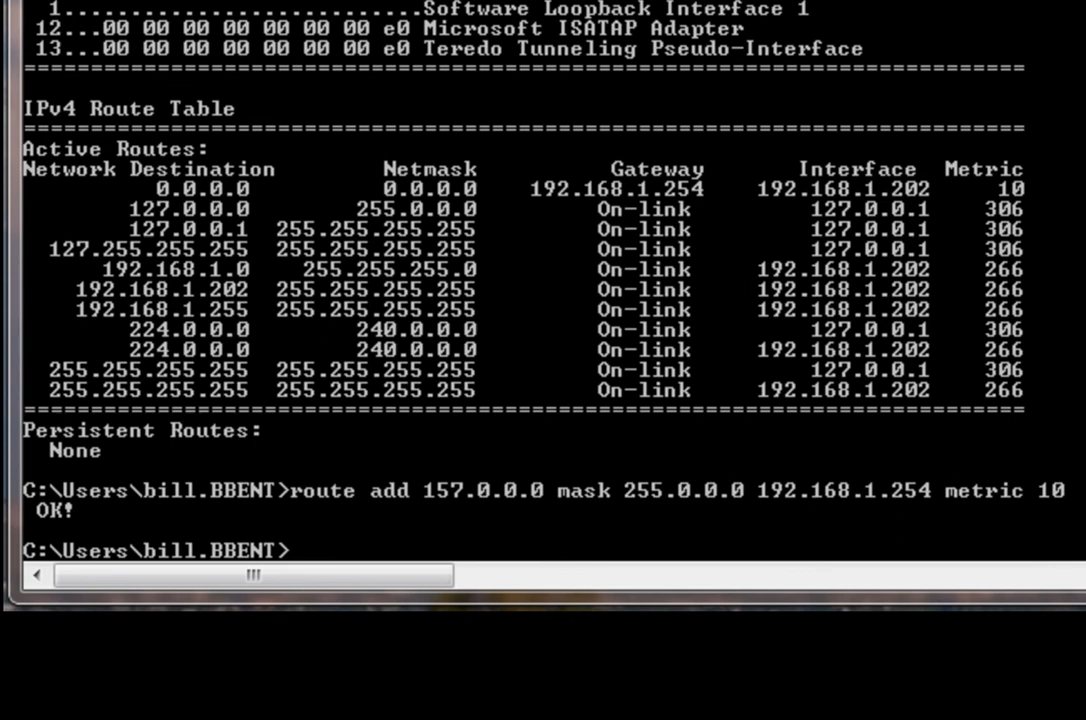 1...........................Software Loopback Interface 1
12...00 00 00 00 00 00 00 e0 Microsoft ISATAP Adapter
13...00 00 00 00 00 00 00 e0 Teredo Tunneling Pseudo-Interface
===========================================================================
IPv4 Route Table
===========================================================================
Active Routes:
Network Destination        Netmask          Gateway       Interface  Metric
0.0.0.0          0.0.0.0    192.168.1.254    192.168.1.202     10
127.0.0.0        255.0.0.0         On-link         127.0.0.1    306
127.0.0.1  255.255.255.255         On-link         127.0.0.1    306
127.255.255.255  255.255.255.255         On-link         127.0.0.1    306
192.168.1.0    255.255.255.0         On-link     192.168.1.202    266
192.168.1.202  255.255.255.255         On-link     192.168.1.202    266
192.168.1.255  255.255.255.255         On-link     192.168.1.202    266
224.0.0.0        240.0.0.0         On-link         127.0.0.1    306
224.0.0.0        240.0.0.0         On-link     192.168.1.202    266
255.255.255.255  255.255.255.255         On-link         127.0.0.1    306
255.255.255.255  255.255.255.255         On-link     192.168.1.202    266
===========================================================================
Persistent Routes:
None
C:\Users\bill.BBENT>route add 157.0.0.0 mask 255.0.0.0 192.168.1.254 metric 10
OK!
C:\Users\bill.BBENT>